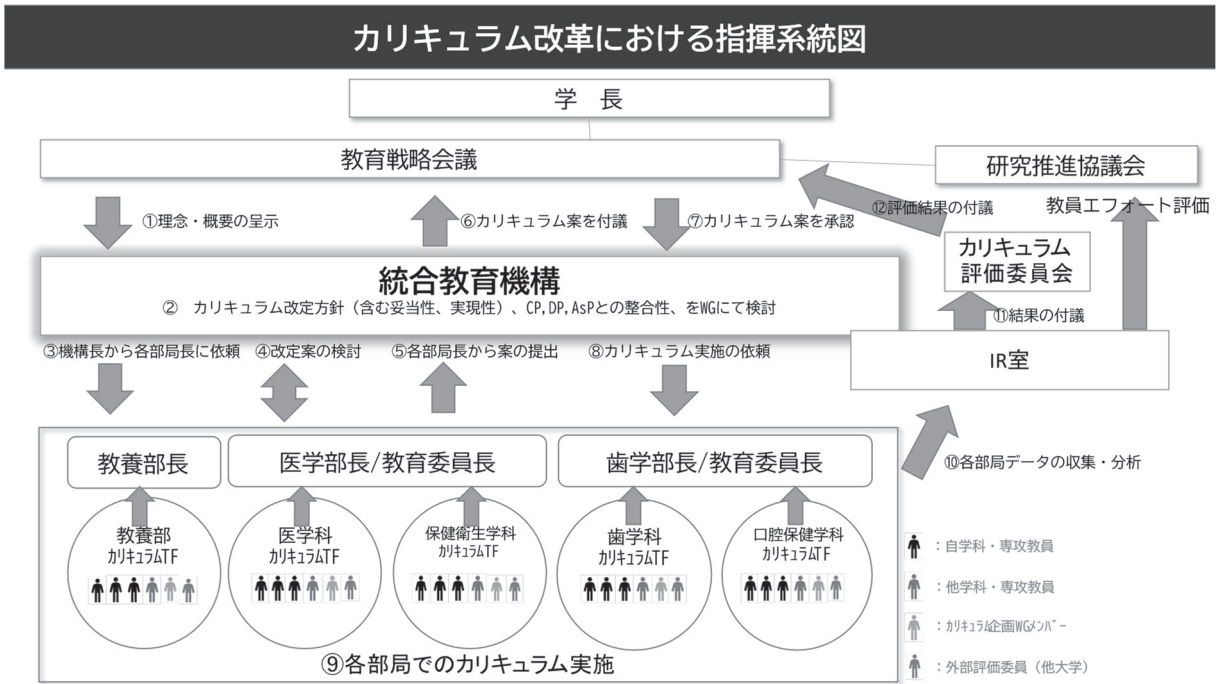 カリキュラム改革における指揮系統図
学　長
教育戦略会議
研究推進協議会
①理念・概要の呈示
⑥カリキュラム案を付議
⑦カリキュラム案を承認
⑫評価結果の付議
教員エフォート評価
カリキュラム
評価委員会
統合教育機構
②　カリキュラム改定方針（含む妥当性、実現性）、CP,DP,AsPとの整合性、をWGにて検討
⑪結果の付議
③機構長から各部局長に依頼
④改定案の検討
⑤各部局長から案の提出
⑧カリキュラム実施の依頼
IR室
教養部長
医学部長/教育委員長
歯学部長/教育委員長
⑩各部局データの収集・分析
教養部
ｶﾘｷｭﾗﾑTF
医学科
ｶﾘｷｭﾗﾑTF
保健衛生学科
ｶﾘｷｭﾗﾑTF
歯学科
ｶﾘｷｭﾗﾑTF
口腔保健学科
ｶﾘｷｭﾗﾑTF
⑨各部局でのカリキュラム実施
：自学科・専攻教員
：他学科・専攻教員
：ｶﾘｷｭﾗﾑ企画WGﾒﾝﾊﾞｰ
：外部評価委員（他大学）